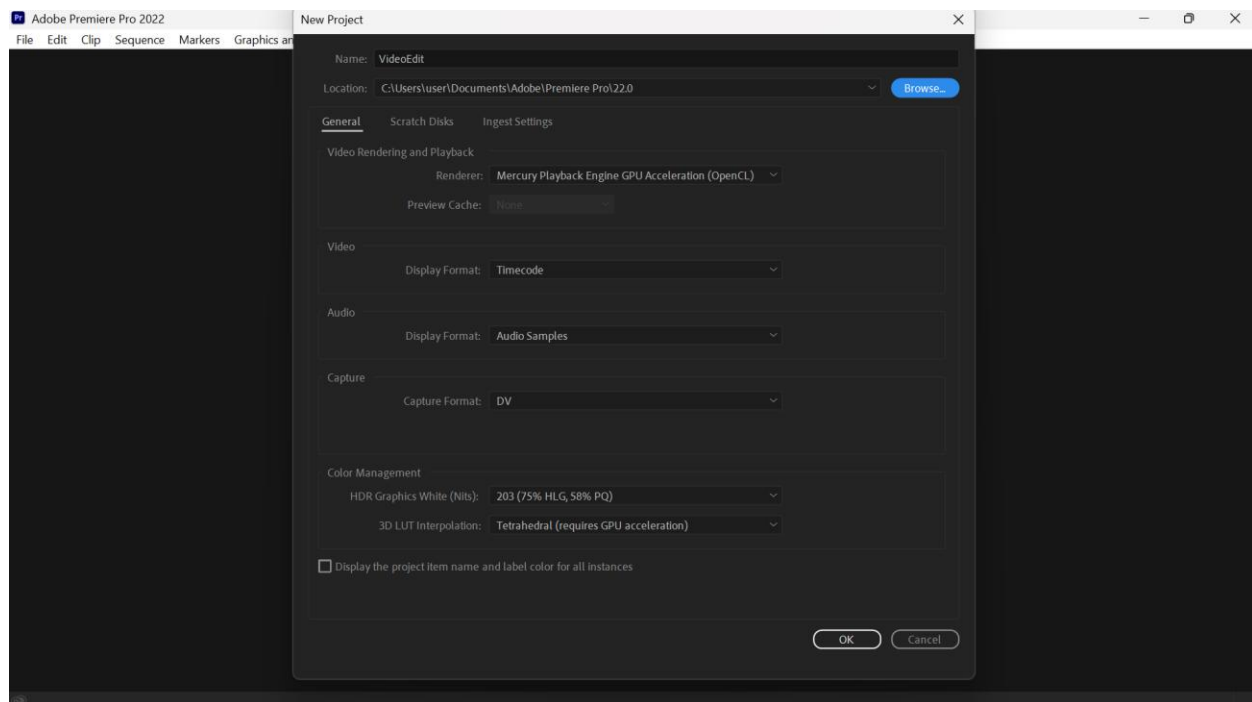 Pr Adobe Premiere Pro 2022
New Project
File Edit Clip Sequence Markers Graphics an
Name: VideoEdit
Location: C:\Users\user\Documents\Adobe\Premiere Pro\22.0 Browse...
General Scratch Disks Ingest Settings
Video Rendering and Playback
Renderer: Mercury Playback Engine GPU Acceleration (OpenCL)
Preview Cache: None
Video
Display Format: Timecode
Audio
Display Format: Audio Samples
Capture
Capture Format: DV
Color Management
HDR Graphics White (Nits): 203 (75% HLG, 58% PQ)
3D LUT Interpolation: Tetrahedral (requires GPU acceleration)
Display the project item name and label color for all instances
OK Cancel